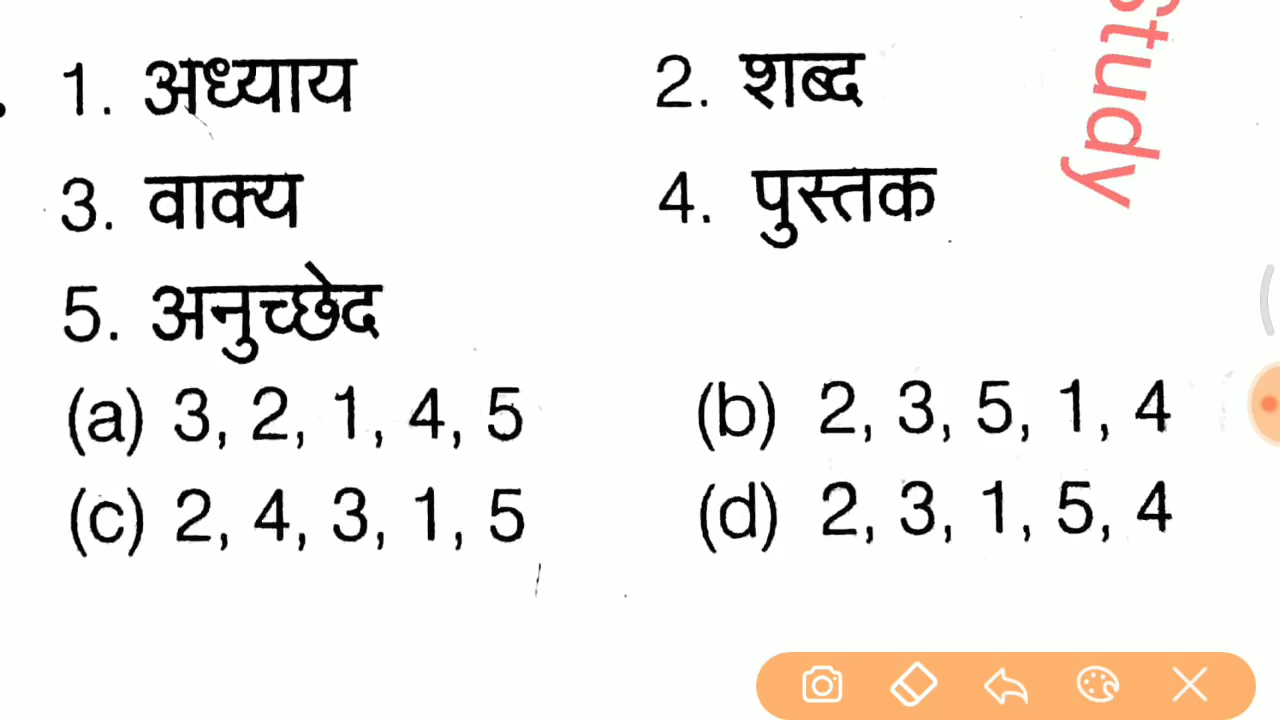 1. अध्याय 2. शब्द
3. वाक्य 4. पुस्तक
5. अनुच्छेद
(a) 3, 2, 1, 4, 5 (b) 2, 3, 5, 1, 4
(c) 2, 4, 3, 1, 5 (d) 2, 3, 1, 5, 4
Study